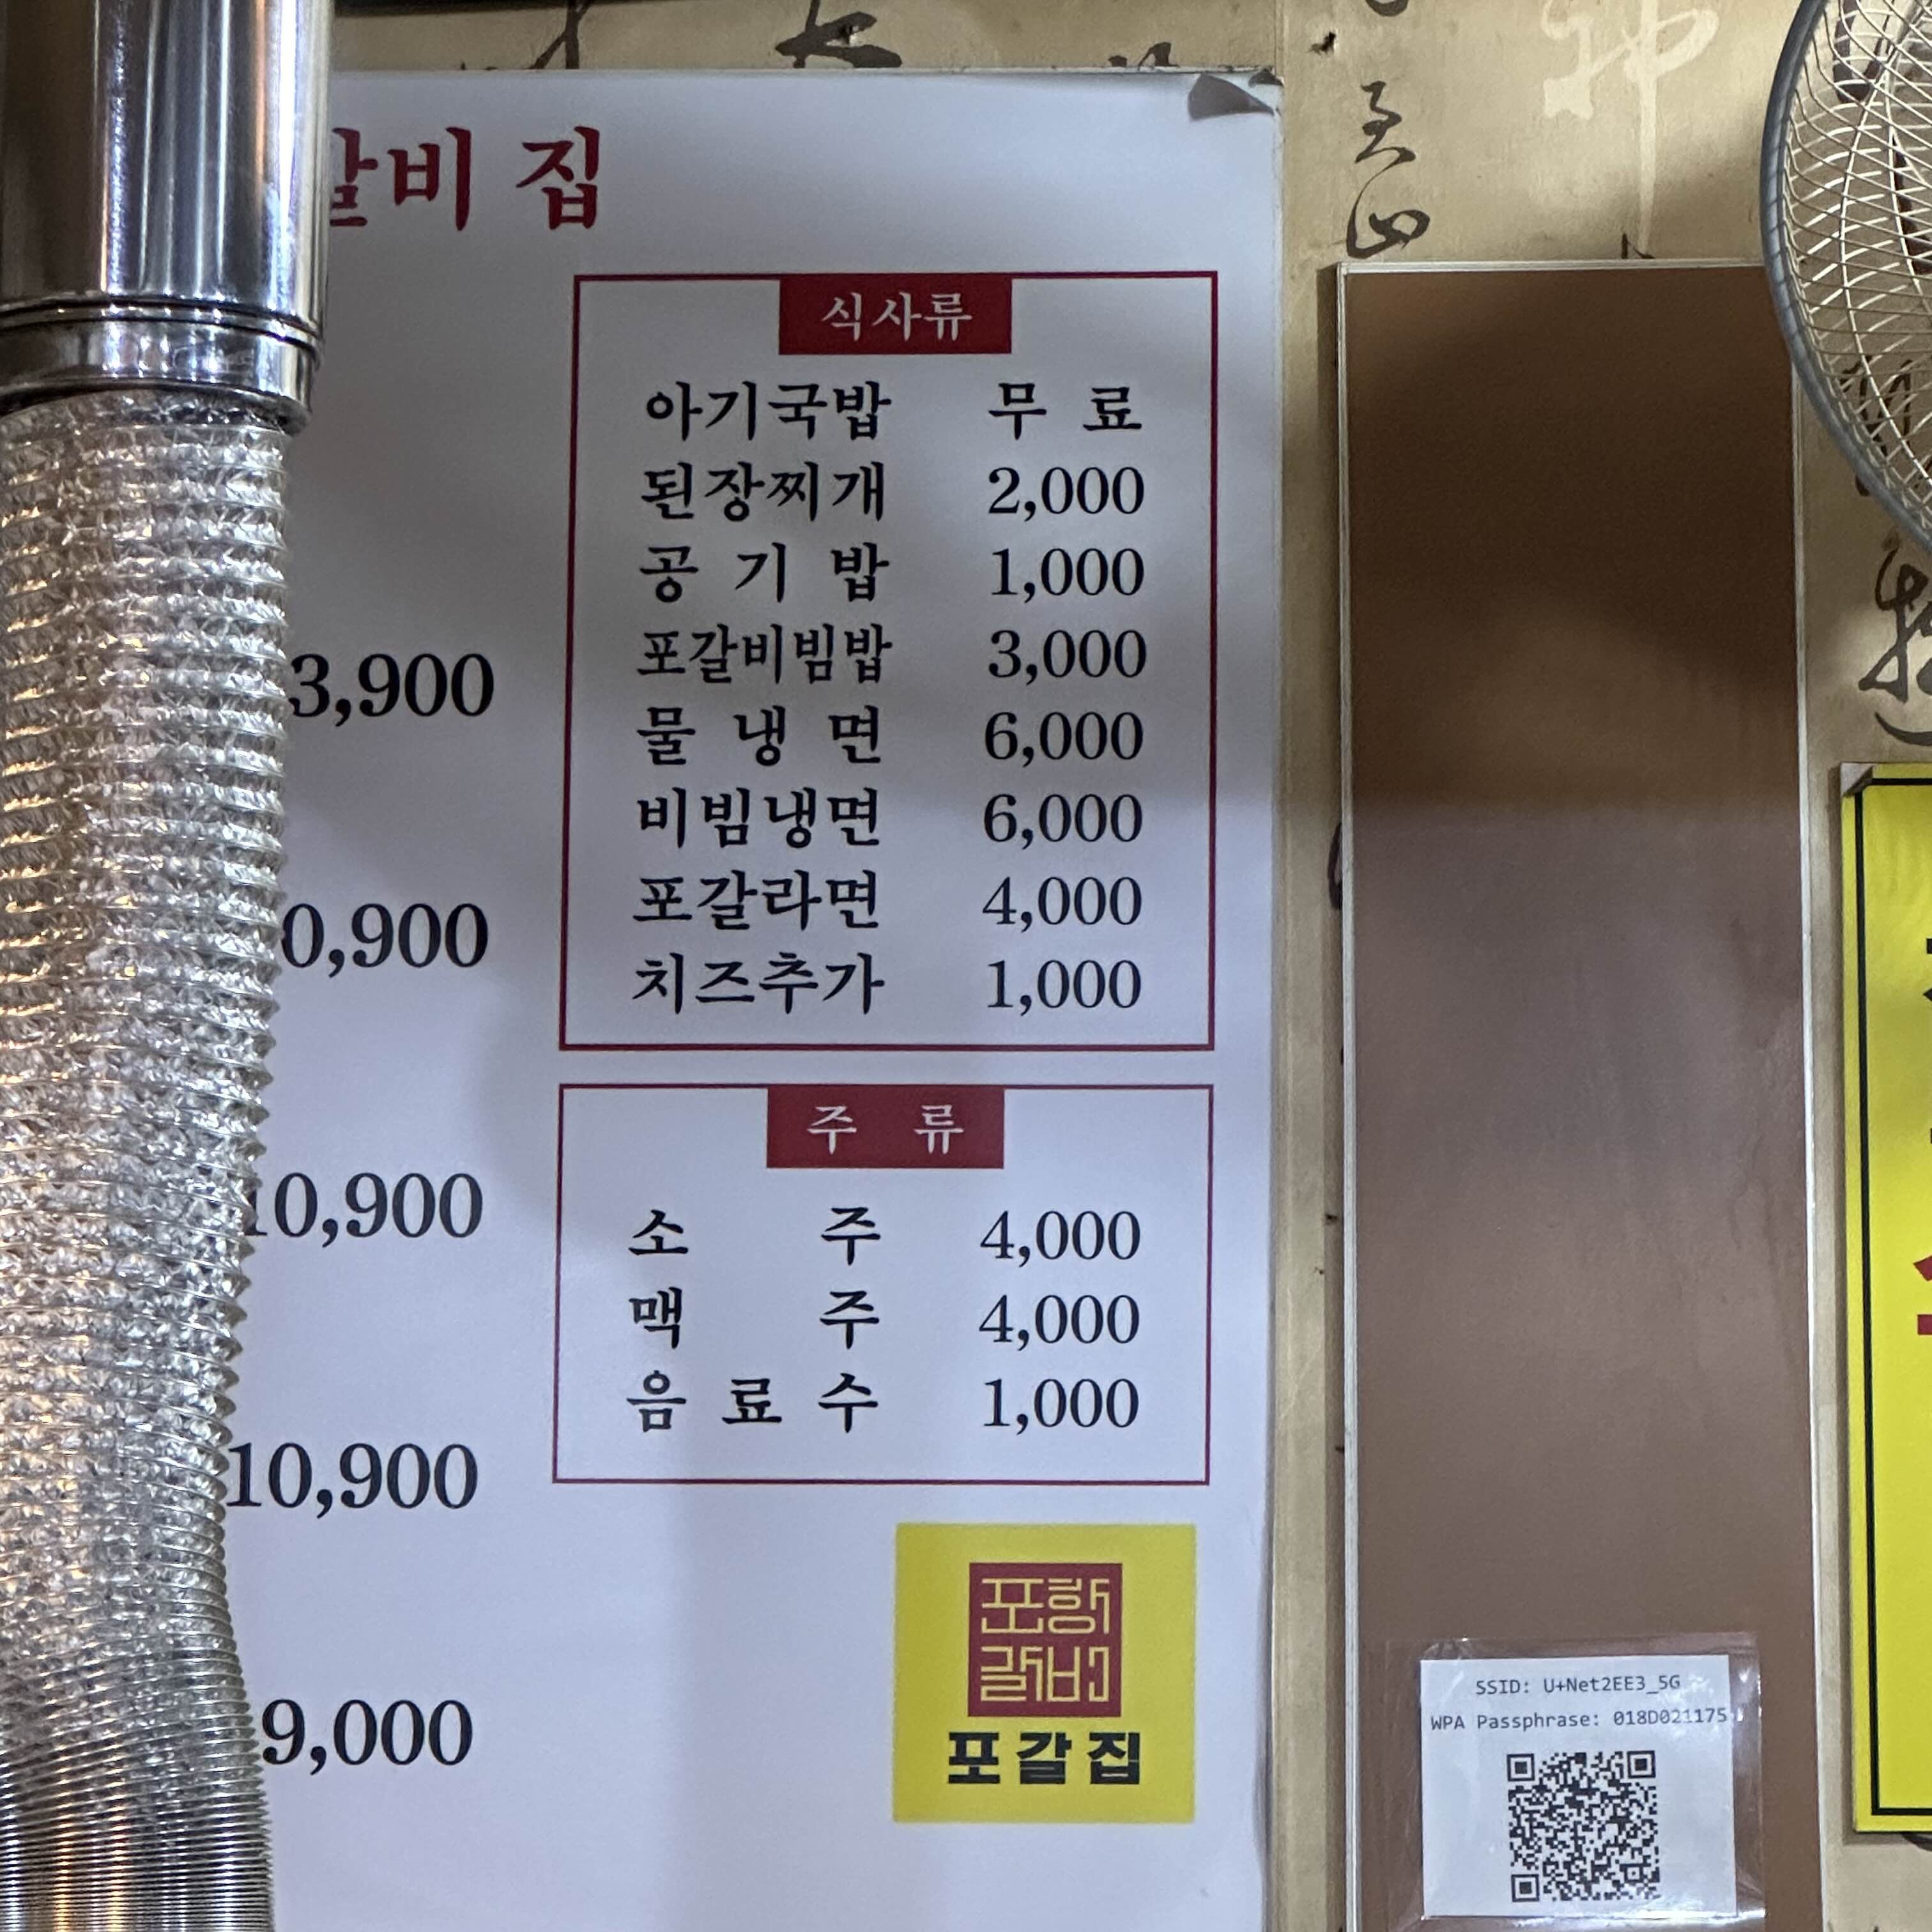 비 집
식사류
아기국밥 무 료
된장찌개 2,000
공 기 밥 1,000
포갈비빔밥 3,000
물 냉 면 6,000
비빔냉면 6,000
포갈라면 4,000
치즈추가 1,000
3,900
0,900
10,900
10,900
9,000
주 류
소 주 4,000
맥 주 4,000
음 료 수 1,000
포항
갈비
포갈집
SSID: U+Net2EE3_5G
WPA Passphrase: 018D021175